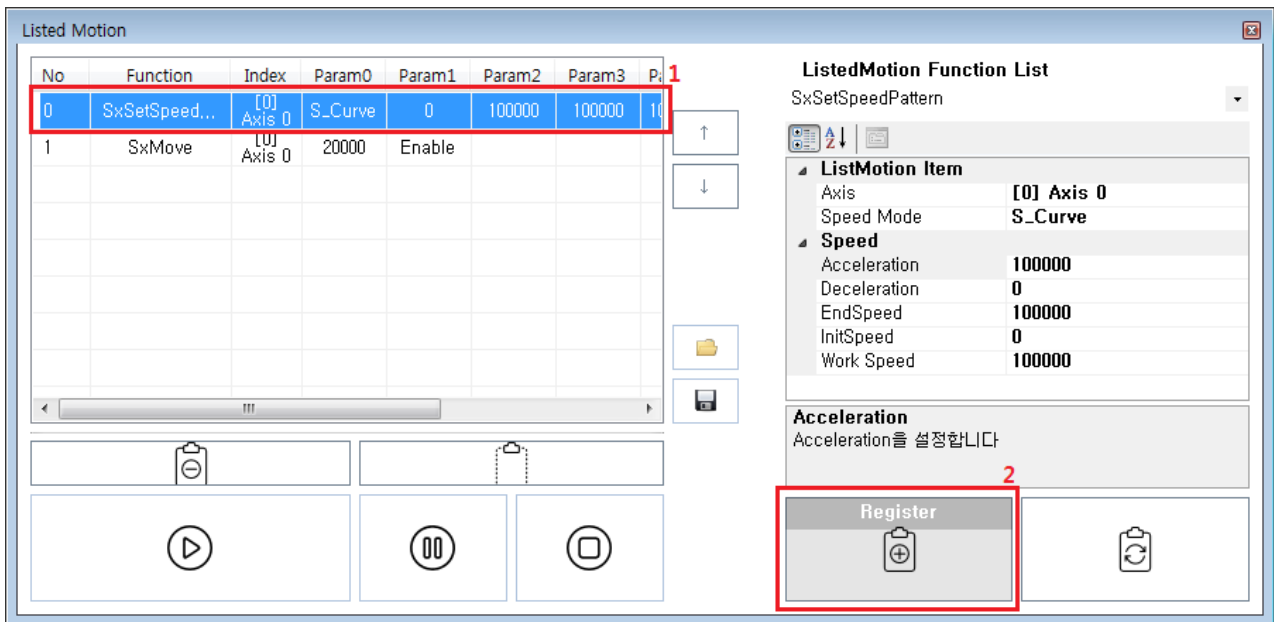 Listed Motion
No Function Index Param0 Param1 Param2 Param3 Pa 1
0 SxSetSpeed... [0] Axis 0 S_Curve 0 100000 100000 10
1 SxMove [0] Axis 0 20000 Enable
ListedMotion Function List
SxSetSpeedPattern
ListMotion Item
Axis [0] Axis 0
Speed Mode S_Curve
Speed
Acceleration 100000
Deceleration 0
EndSpeed 100000
InitSpeed 0
Work Speed 100000
Acceleration
Acceleration을 설정합니다
2
Register